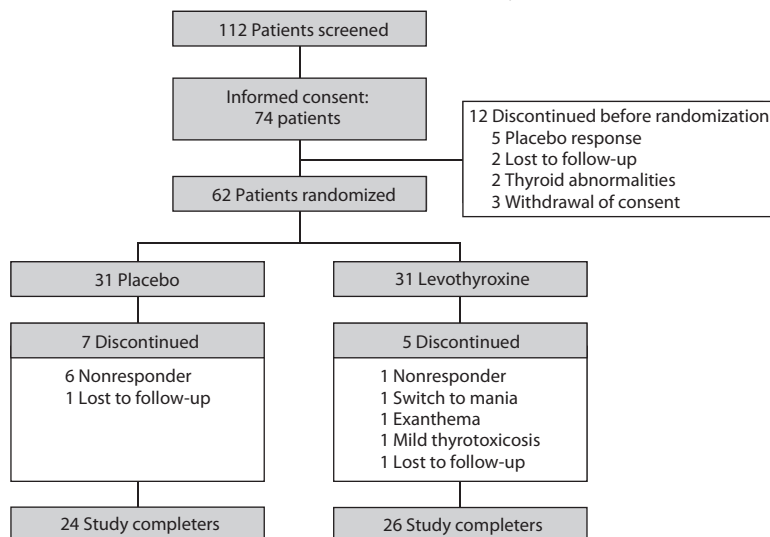 112 Patients screened
Informed consent:
74 patients
12 Discontinued before randomization
5 Placebo response
2 Lost to follow-up
2 Thyroid abnormalities
3 Withdrawal of consent
62 Patients randomized
31 Placebo
31 Levothyroxine
7 Discontinued
6 Nonresponder
1 Lost to follow-up
5 Discontinued
1 Nonresponder
1 Switch to mania
1 Exanthema
1 Mild thyrotoxicosis
1 Lost to follow-up
24 Study completers
26 Study completers